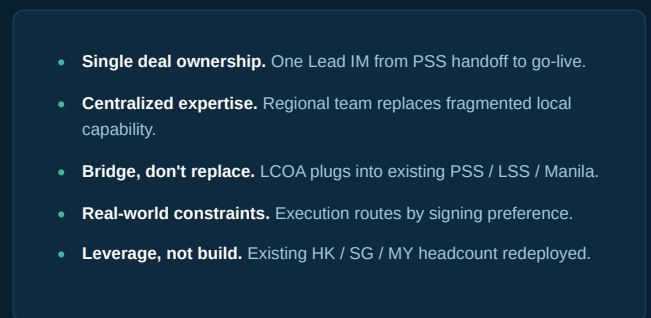 • Single deal ownership. One Lead IM from PSS handoff to go-live.
• Centralized expertise. Regional team replaces fragmented local
capability.
• Bridge, don't replace. LCOA plugs into existing PSS / LSS / Manila.
• Real-world constraints. Execution routes by signing preference.
• Leverage, not build. Existing HK / SG / MY headcount redeployed.